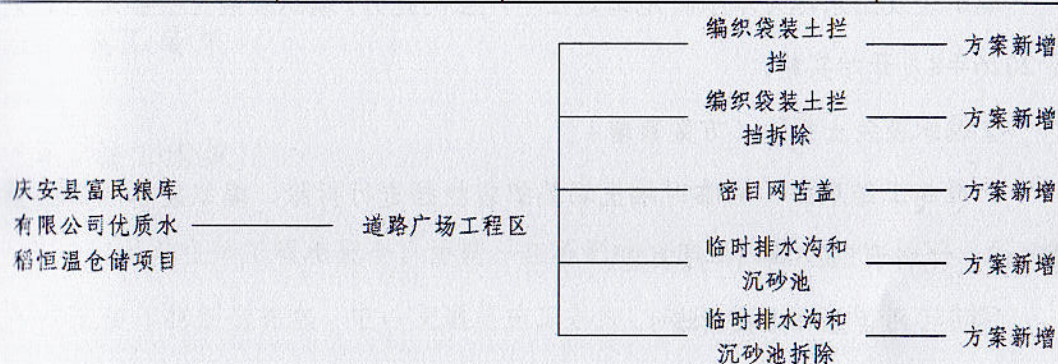 编织袋装土拦
挡
方案新增
编织袋装土拦
挡拆除
方案新增
庆安县富民粮库
有限公司优质水
稻恒温仓储项目
道路广场工程区
密目网苫盖
方案新增
临时排水沟和
沉砂池
方案新增
临时排水沟和
沉砂池拆除
方案新增